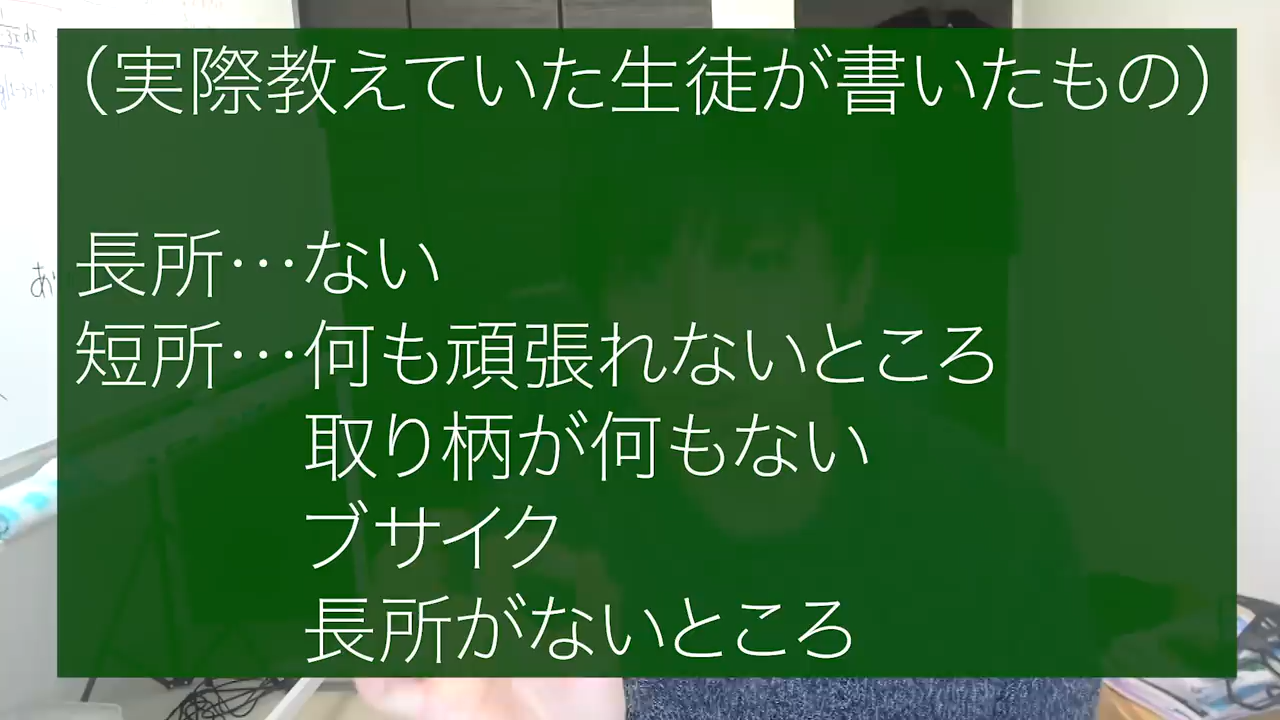 （実際教えていた生徒が書いたもの）
長所…ない
短所…何も頑張れないところ
取り柄が何もない
ブサイク
長所がないところ